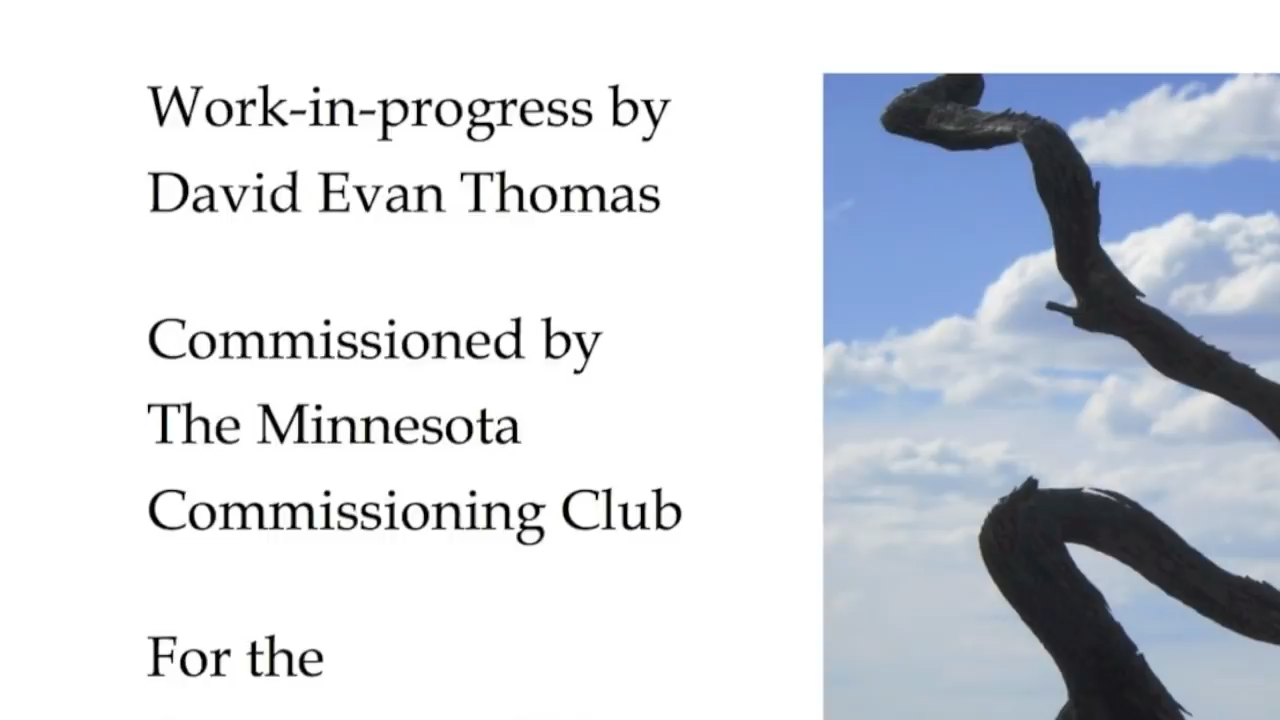 Work-in-progress by
David Evan Thomas
Commissioned by
The Minnesota
Commissioning Club
For the